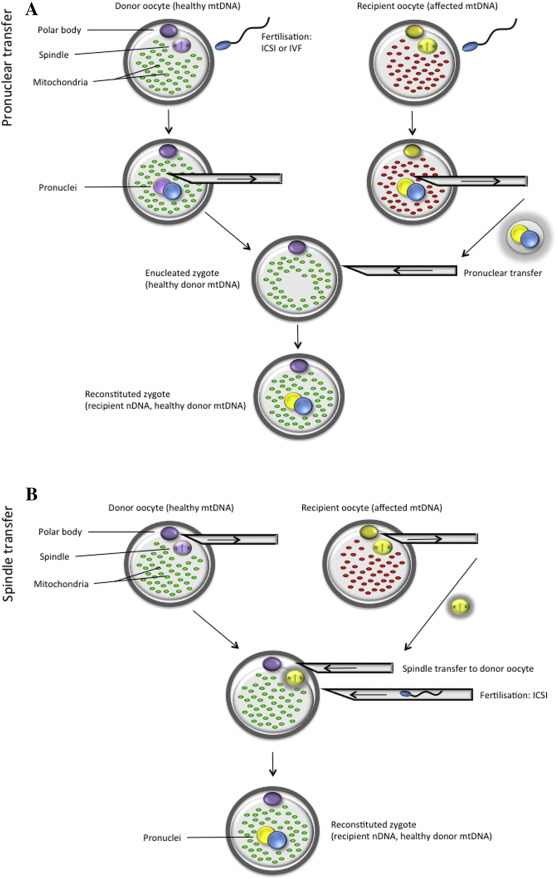 A
Pronuclear transfer
Donor oocyte (healthy mtDNA)
Recipient oocyte (affected mtDNA)
Polar body
Spindle
Mitochondria
Fertilisation:
ICSI or IVF
Pronuclei
Enucleated zygote
(healthy donor mtDNA)
Pronuclear transfer
Reconstituted zygote
(recipient nDNA, healthy donor mtDNA)
B
Spindle transfer
Donor oocyte (healthy mtDNA)
Recipient oocyte (affected mtDNA)
Polar body
Spindle
Mitochondria
Spindle transfer to donor oocyte
Fertilisation: ICSI
Pronuclei
Reconstituted zygote
(recipient nDNA, healthy donor mtDNA)